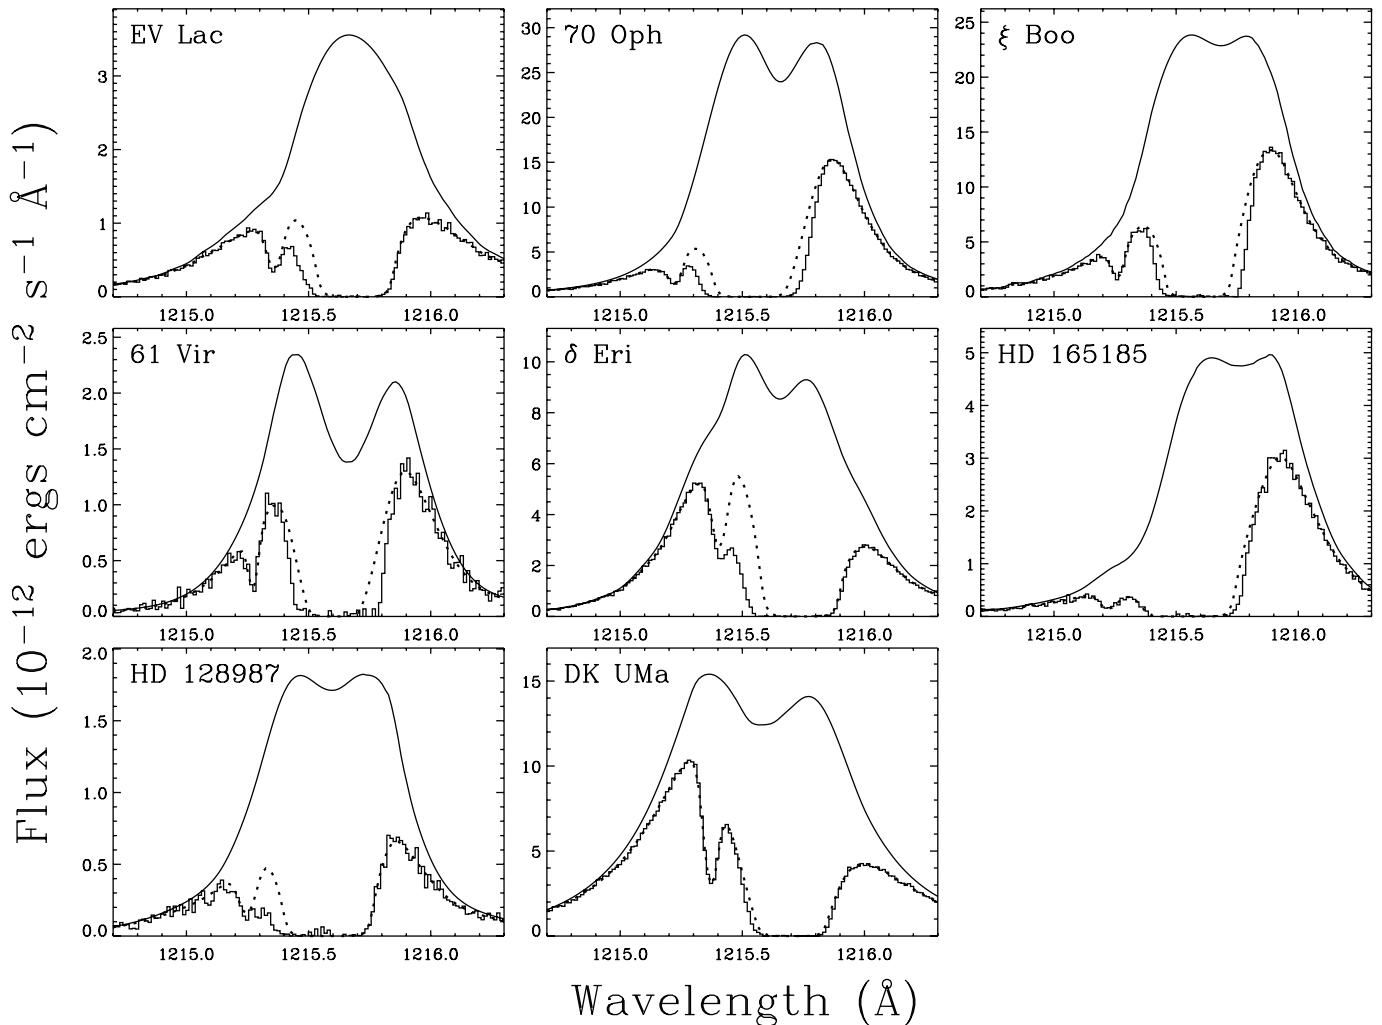 Flux (10−12 ergs cm−2 s−1 Å−1)
EV Lac
3
2
1
0
1215.0 1215.5 1216.0
70 Oph
30
25
20
15
10
5
0
1215.0 1215.5 1216.0
ξ Boo
25
20
15
10
5
0
1215.0 1215.5 1216.0
61 Vir
2.5
2.0
1.5
1.0
0.5
0.0
1215.0 1215.5 1216.0
δ Eri
10
8
6
4
2
0
1215.0 1215.5 1216.0
HD 165185
5
4
3
2
1
0
1215.0 1215.5 1216.0
HD 128987
2.0
1.5
1.0
0.5
0.0
1215.0 1215.5 1216.0
DK UMa
15
10
5
0
1215.0 1215.5 1216.0
Wavelength (Å)